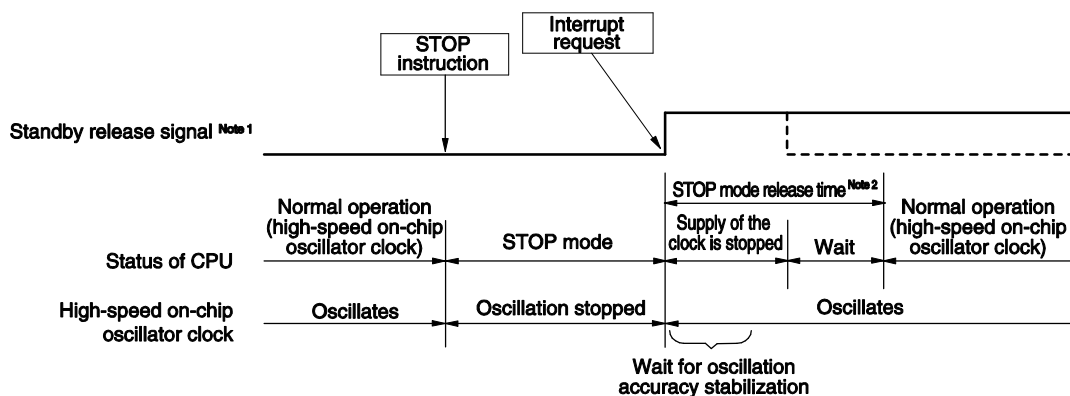 Interrupt
request
STOP
instruction
Standby release signal Note 1
STOP mode release time Note 2
Normal operation
(high-speed on-chip
oscillator clock)
Supply of the
clock is stopped
Normal operation
(high-speed on-chip
oscillator clock)
STOP mode
Wait
Status of CPU
High-speed on-chip
oscillator clock
Oscillates
Oscillation stopped
Oscillates
Wait for oscillation
accuracy stabilization